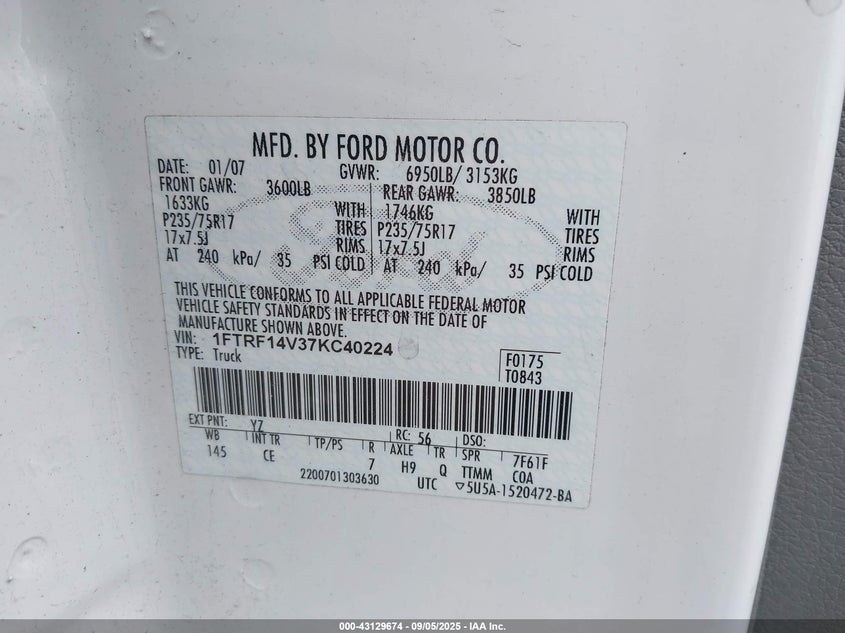 MFD. BY FORD MOTOR CO.
DATE: 01/07 GVWR: 6950LB/ 3153KG
FRONT GAWR: 3600LB REAR GAWR: 3850LB
1633KG WITH 1746KG WITH
P235/75R17 TIRES P235/75R17 TIRES
17x7.5J RIMS 17x7.5J RIMS
AT 240 kPa/ 35 PSI COLD AT 240 kPa/ 35 PSI COLD
THIS VEHICLE CONFORMS TO ALL APPLICABLE FEDERAL MOTOR
VEHICLE SAFETY STANDARDS IN EFFECT ON THE DATE OF
MANUFACTURE SHOWN ABOVE.
VIN: 1FTRF14V37KC40224
TYPE: Truck
F0175
T0843
EXT PNT: YZ RC: 56 DSO:
WB INT TR TP/PS R AXLE TR SPR 7F61F
145 CE 7 H9 Q TTMM COA
2200701303630 UTC ▽5U5A-1520472-BA
Ford
000-43129674 - 09/05/2025 - IAA Inc.